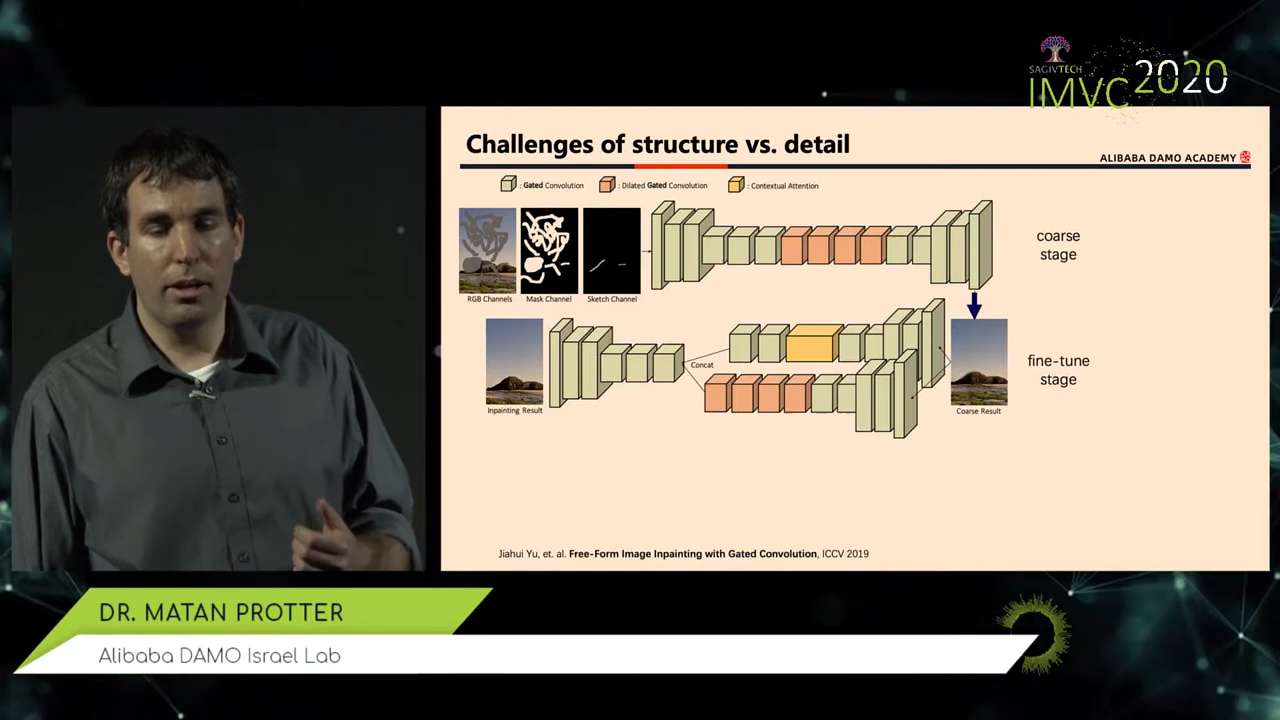 SAGIVTECH
IMVC 2020
Challenges of structure vs. detail
ALIBABA DAMO ACADEMY
: Gated Convolution
: Dilated Gated Convolution
: Contextual Attention
RGB Channels
Mask Channel
Sketch Channel
coarse
stage
Concat
Inpainting Result
Coarse Result
fine-tune
stage
Jiahui Yu, et. al. Free-Form Image Inpainting with Gated Convolution, ICCV 2019
DR. MATAN PROTTER
Alibaba DAMO Israel Lab